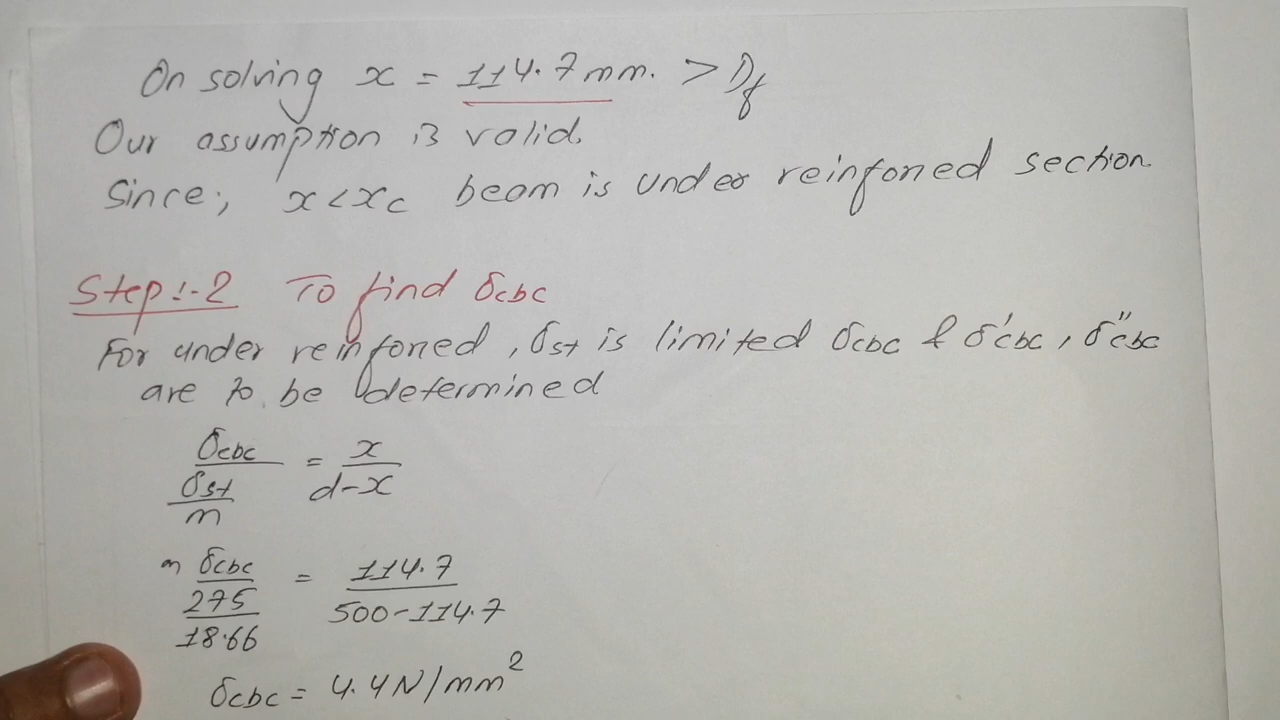 On solving x = 114.7 mm. > Df
Our assumption is valid.
Since; x < xc beam is under reinforced section
Step:-2 To find σcbc
For under reinforced, σst is limited σcbc & σ'cbc, σ"cbc
are to be determined
σcbc / (σst / m) = x / (d-x)
m σcbc / (275 / 18.66) = 114.7 / (500-114.7)
σcbc = 4.4 N/mm²